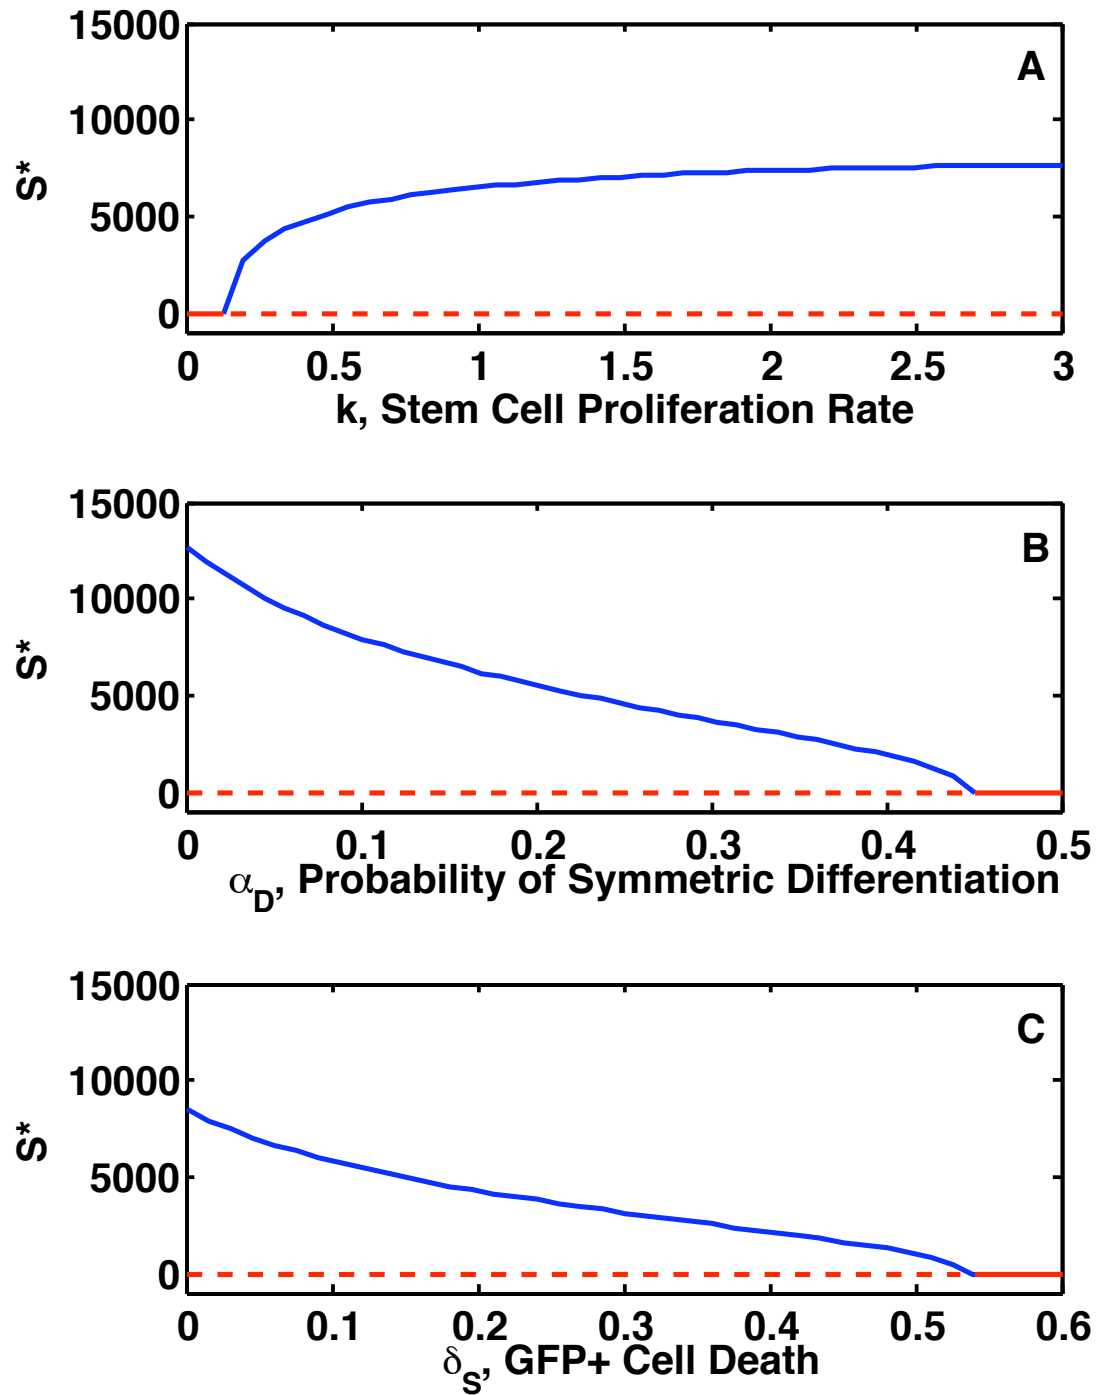 15000
A
10000
S*
5000
0
0 0.5 1 1.5 2 2.5 3
k, Stem Cell Proliferation Rate
15000
B
10000
S*
5000
0
0 0.1 0.2 0.3 0.4 0.5
α_D, Probability of Symmetric Differentiation
15000
C
10000
S*
5000
0
0 0.1 0.2 0.3 0.4 0.5 0.6
δ_S, GFP+ Cell Death